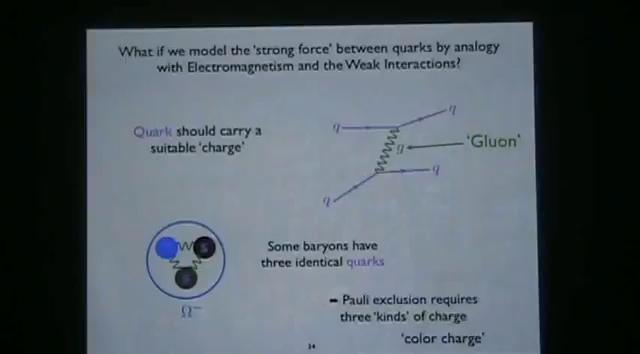 What if we model the 'strong force' between quarks by analogy
with Electromagnetism and the Weak Interactions?
Quark should carry a
suitable 'charge'
q
q
g
'Gluon'
q
q
Some baryons have
three identical quarks
s
s
Ω⁻
– Pauli exclusion requires
three 'kinds' of charge
'color charge'